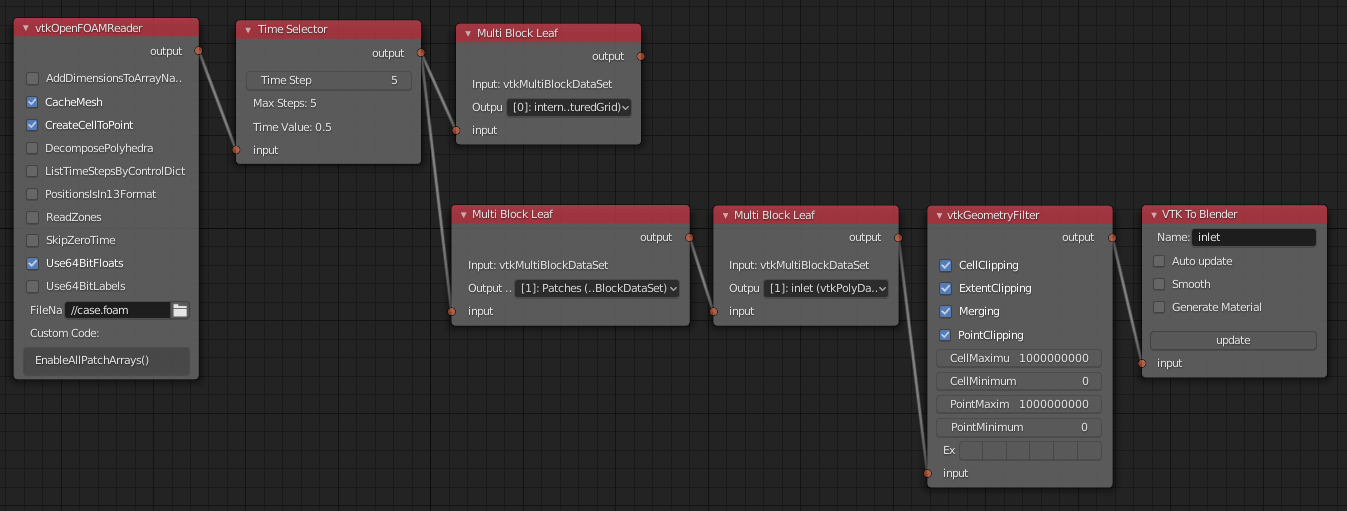 vtkOpenFOAMReader
output
AddDimensionsToArrayNa..
CacheMesh
CreateCellToPoint
DecomposePolyhedra
ListTimeStepsByControlDict
PositionsIsIn13Format
ReadZones
SkipZeroTime
Use64BitFloats
Use64BitLabels
FileNa //case.foam
Custom Code:
EnableAllPatchArrays()
Time Selector
output
Time Step 5
Max Steps: 5
Time Value: 0.5
input
Multi Block Leaf
output
Input: vtkMultiBlockDataSet
Outpu [0]: intern..turedGrid)
input
Multi Block Leaf
output
Input: vtkMultiBlockDataSet
Output .. [1]: Patches (..BlockDataSet)
input
Multi Block Leaf
output
Input: vtkMultiBlockDataSet
Outpu [1]: inlet (vtkPolyDa..
input
vtkGeometryFilter
output
CellClipping
ExtentClipping
Merging
PointClipping
CellMaximu 1000000000
CellMinimum 0
PointMaxim 1000000000
PointMinimum 0
Ex
input
VTK To Blender
Name: inlet
Auto update
Smooth
Generate Material
update
input